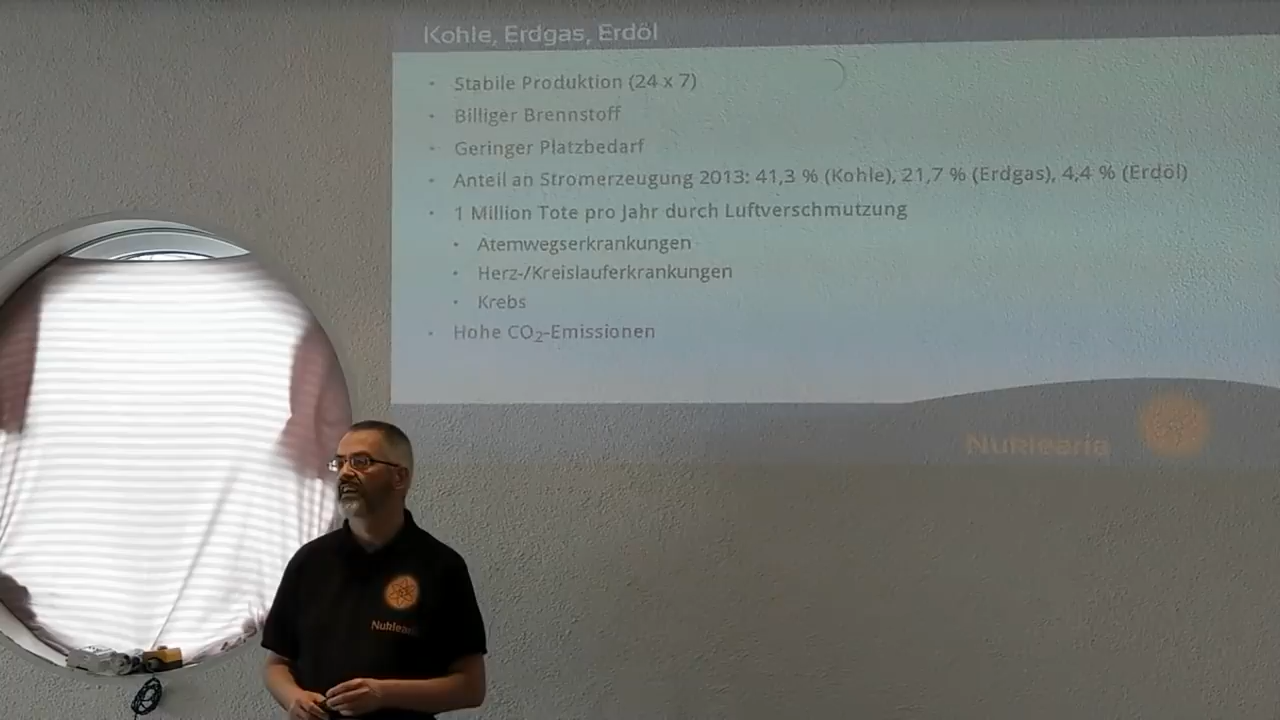 Kohle, Erdgas, Erdöl
Stabile Produktion (24 x 7)
Billiger Brennstoff
Geringer Platzbedarf
Anteil an Stromerzeugung 2013: 41,3 % (Kohle), 21,7 % (Erdgas), 4,4 % (Erdöl)
1 Million Tote pro Jahr durch Luftverschmutzung
Atemwegserkrankungen
Herz-/Kreislauferkrankungen
Krebs
Hohe CO₂-Emissionen
Nuklearia
Nuklearia